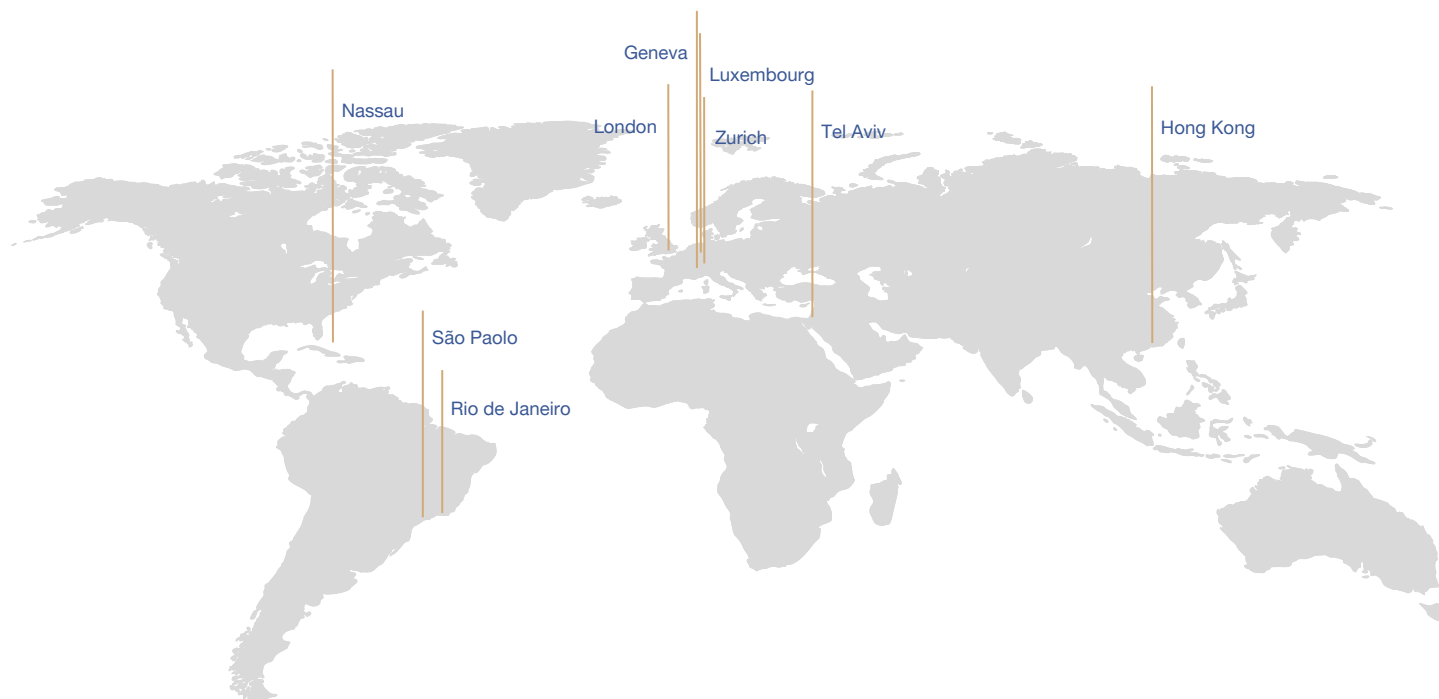 Geneva
Luxembourg
Nassau
London
Zurich
Tel Aviv
Hong Kong
São Paolo
Rio de Janeiro